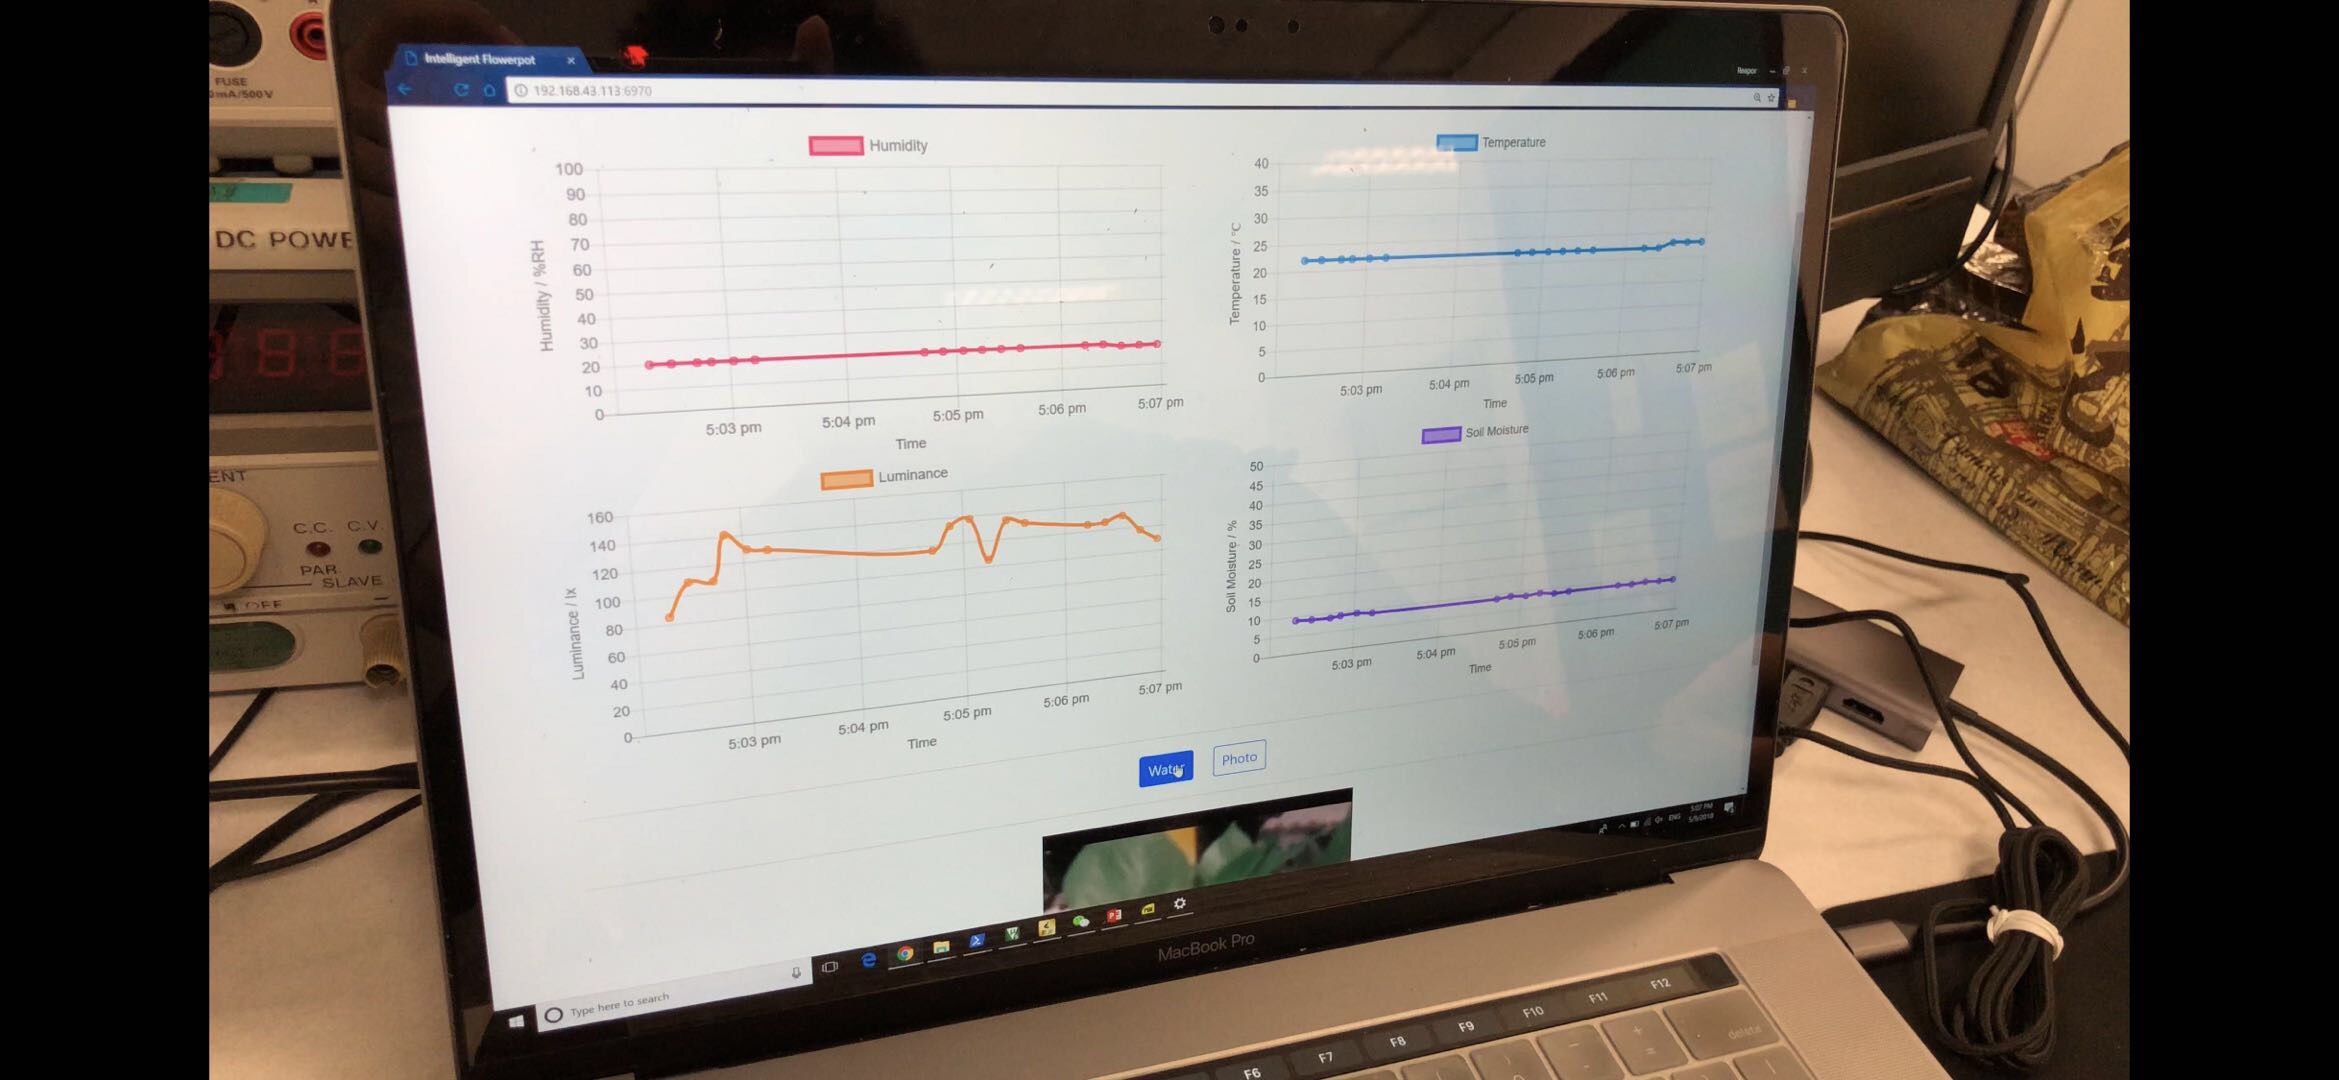 FUSE
DC POWE
ENT
C.C. C.V.
PAR
SLAVE
OFF
Intelligent Flowerpot
192.168.43.113:6970
Humidity
Humidity / %RH
100
90
80
70
60
50
40
30
20
10
0
5:03 pm 5:04 pm 5:05 pm 5:06 pm 5:07 pm
Time
Temperature
Temperature / °C
40
35
30
25
20
15
10
5
0
5:03 pm 5:04 pm 5:05 pm 5:06 pm 5:07 pm
Time
Luminance
Luminance / lx
160
140
120
100
80
60
40
20
0
5:03 pm 5:04 pm 5:05 pm 5:06 pm 5:07 pm
Time
Soil Moisture
Soil Moisture / %
50
45
40
35
30
25
20
15
10
5
0
5:03 pm 5:04 pm 5:05 pm 5:06 pm 5:07 pm
Time
Water Photo
ENG
5:07 PM
5/9/2018
Type here to search
MacBook Pro
F6 F7 F8 F9 F10 F11 F12
delete